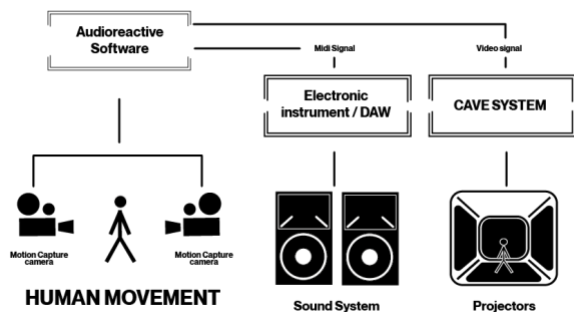 Audioreactive
Software
Midi Signal
Video signal
Electronic
instrument / DAW
CAVE SYSTEM
Motion Capture
camera
Motion Capture
camera
HUMAN MOVEMENT
Sound System
Projectors